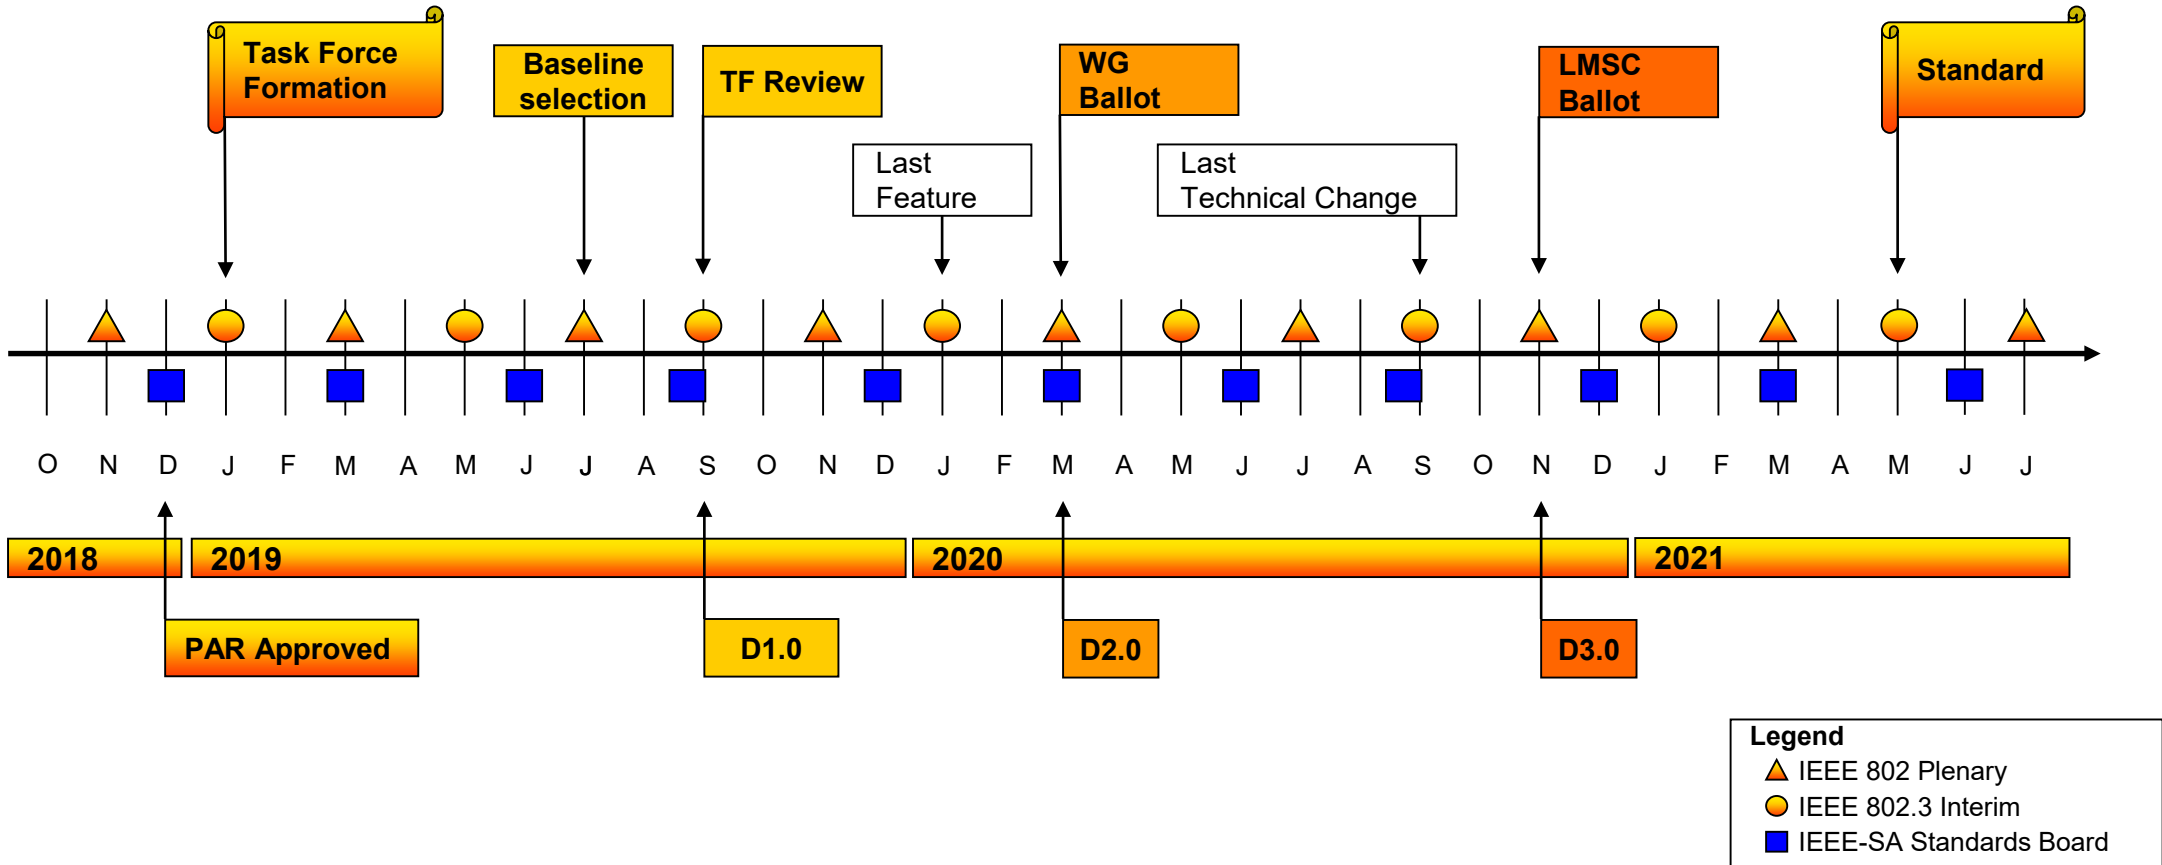 Task Force
Formation
Baseline
selection
TF Review
WG
Ballot
LMSC
Ballot
Standard
Last
Feature
Last
Technical Change
O N D J F M A M J J A S O N D J F M A M J J A S O N D J F M A M J J
2018
2019
2020
2021
PAR Approved
D1.0
D2.0
D3.0
Legend
IEEE 802 Plenary
IEEE 802.3 Interim
IEEE-SA Standards Board